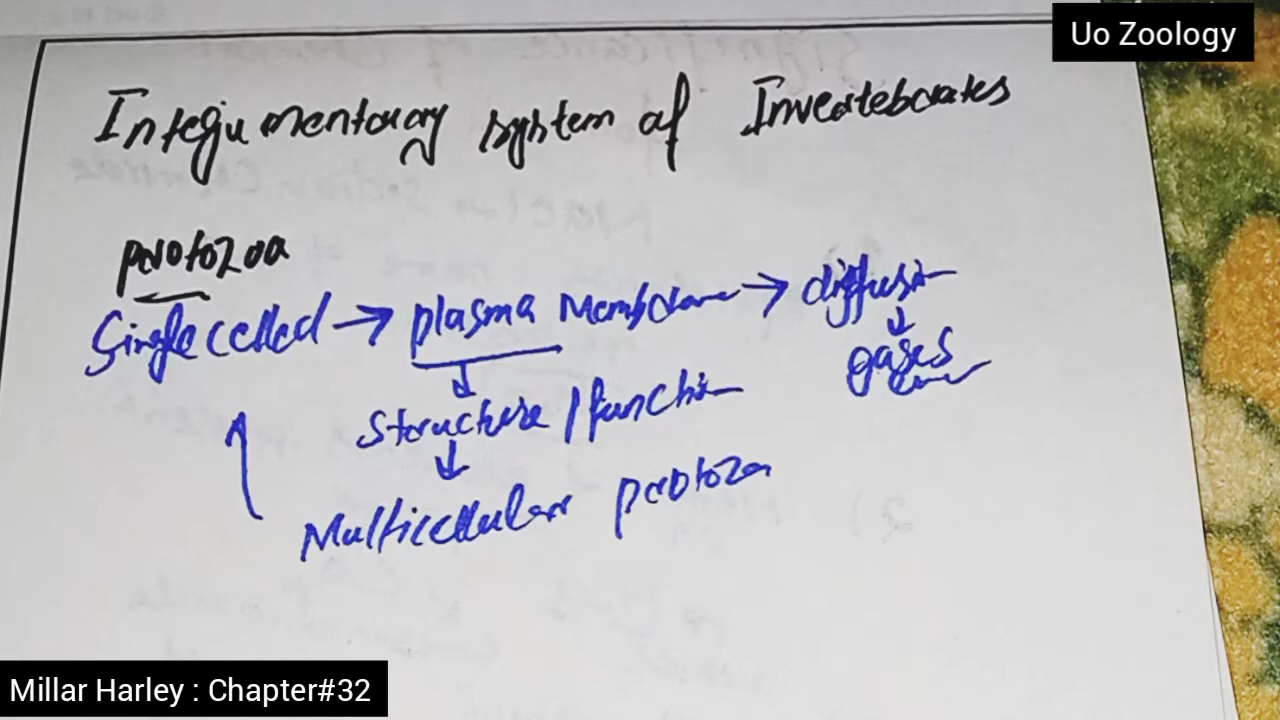 Uo Zoology
Integumentary system of Invertebrates
protozoa
Single celled → plasma Membrane → diffusion
↓
gases
↓
Structure / function
↓
Multicellular protoza
Millar Harley : Chapter#32